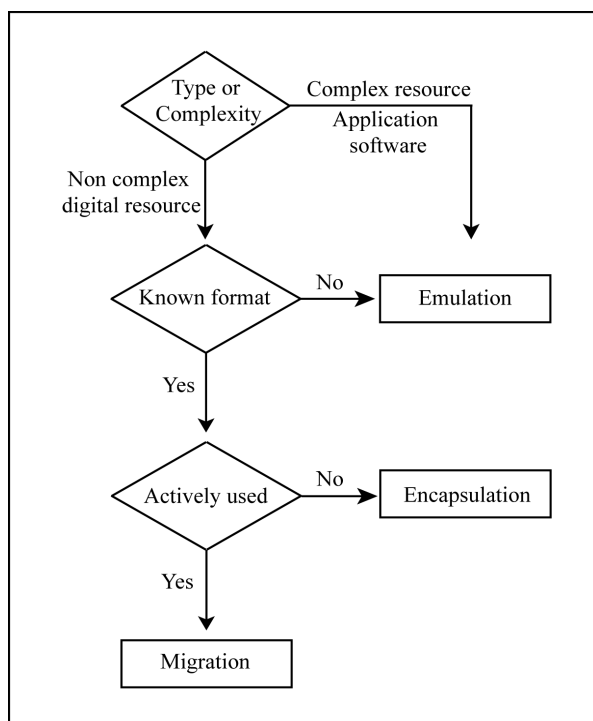 Type or
Complexity
Complex resource
Application
software
Non complex
digital resource
Known format
No
Emulation
Yes
Actively used
No
Encapsulation
Yes
Migration